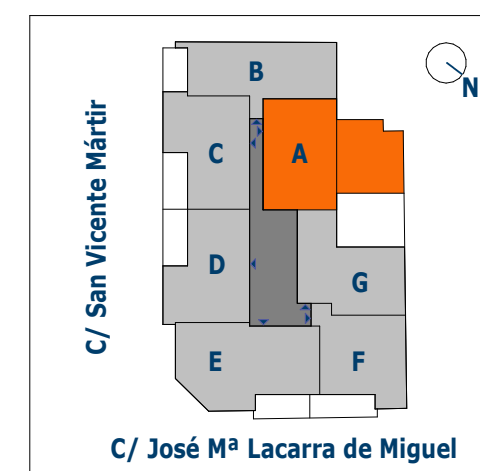 B
N
C
A
C/ San Vicente Mártir
D
G
E
F
C/ José Mª Lacarra de Miguel